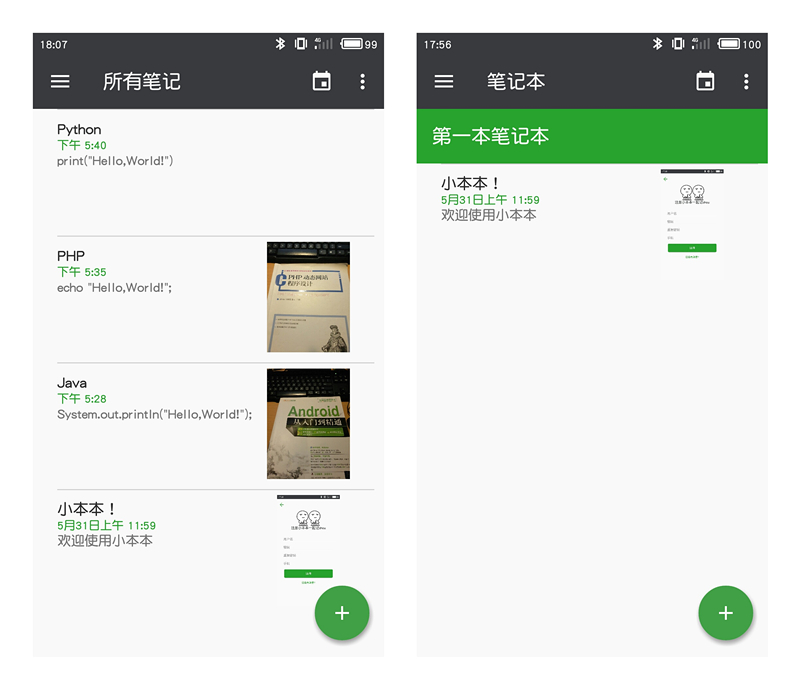 18:07
4G
99
所有笔记
Python
下午 5:40
print("Hello,World!")
PHP
下午 5:35
echo "Hello,World!";
PHP 动态网站
程序设计
Java
下午 5:28
System.out.println("Hello,World!");
Android
从入门到精通
小本本！
5月31日上午 11:59
欢迎使用小本本
17:56
4G
100
笔记本
第一本笔记本
小本本！
5月31日上午 11:59
欢迎使用小本本